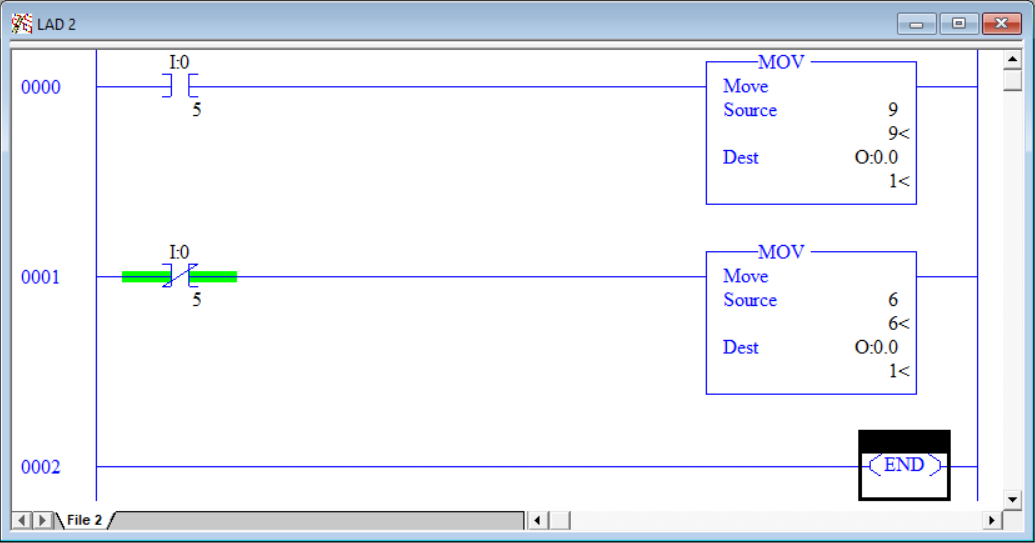 LAD 2
I:0
0000
5
MOV
Move
Source 9
9<
Dest O:0.0
1<
I:0
0001
5
MOV
Move
Source 6
6<
Dest O:0.0
1<
0002
END
File 2